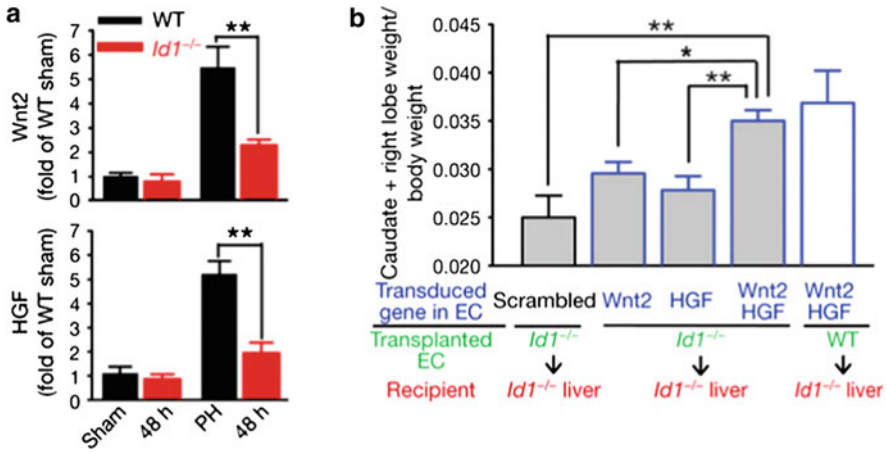 a
WT
Id1−/−
Wnt2
(fold of WT sham)
7
6
5
4
3
2
1
0
**
HGF
(fold of WT sham)
7
6
5
4
3
2
1
0
**
Sham
48 h
PH
48 h
b
Caudate + right lobe weight/
body weight
0.045
0.040
0.035
0.030
0.025
0.020
**
*
**
Transduced
gene in EC
Scrambled
Wnt2
HGF
Wnt2
HGF
Wnt2
HGF
Transplanted
EC
Id1−/−
Id1−/−
WT
Recipient
Id1−/− liver
Id1−/− liver
Id1−/− liver